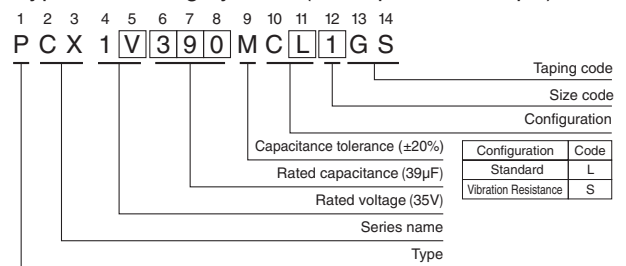 1 2 3 4 5 6 7 8 9 10 11 12 13 14
P C X 1 V 3 9 0 M C L 1 G S
Taping code
Size code
Configuration
Capacitance tolerance (±20%)
Rated capacitance (39μF)
Rated voltage (35V)
Series name
Type
Configuration Code
Standard L
Vibration Resistance S